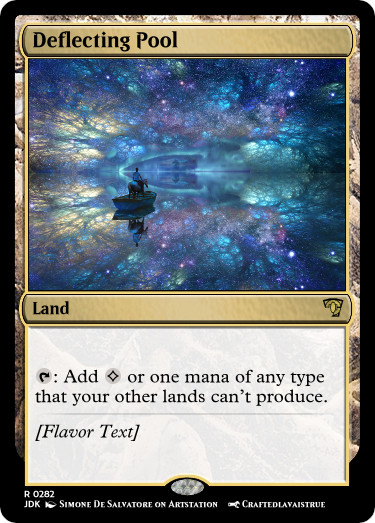 Deflecting Pool
Land
: Add or one mana of any type
that your other lands can't produce.
[Flavor Text]
R 0282
JDK Simone De Salvatore on Artstation Craftedlavaistrue